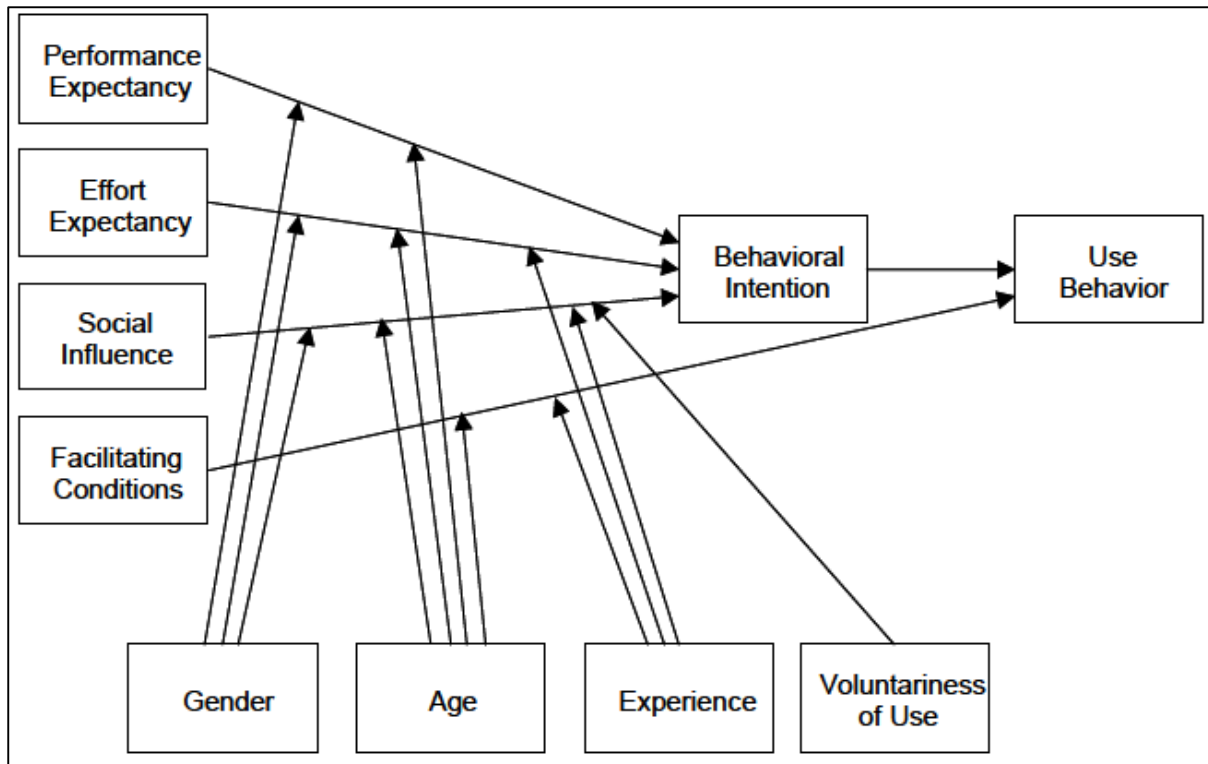 Performance
Expectancy
Effort
Expectancy
Social
Influence
Facilitating
Conditions
Behavioral
Intention
Use
Behavior
Gender
Age
Experience
Voluntariness
of Use